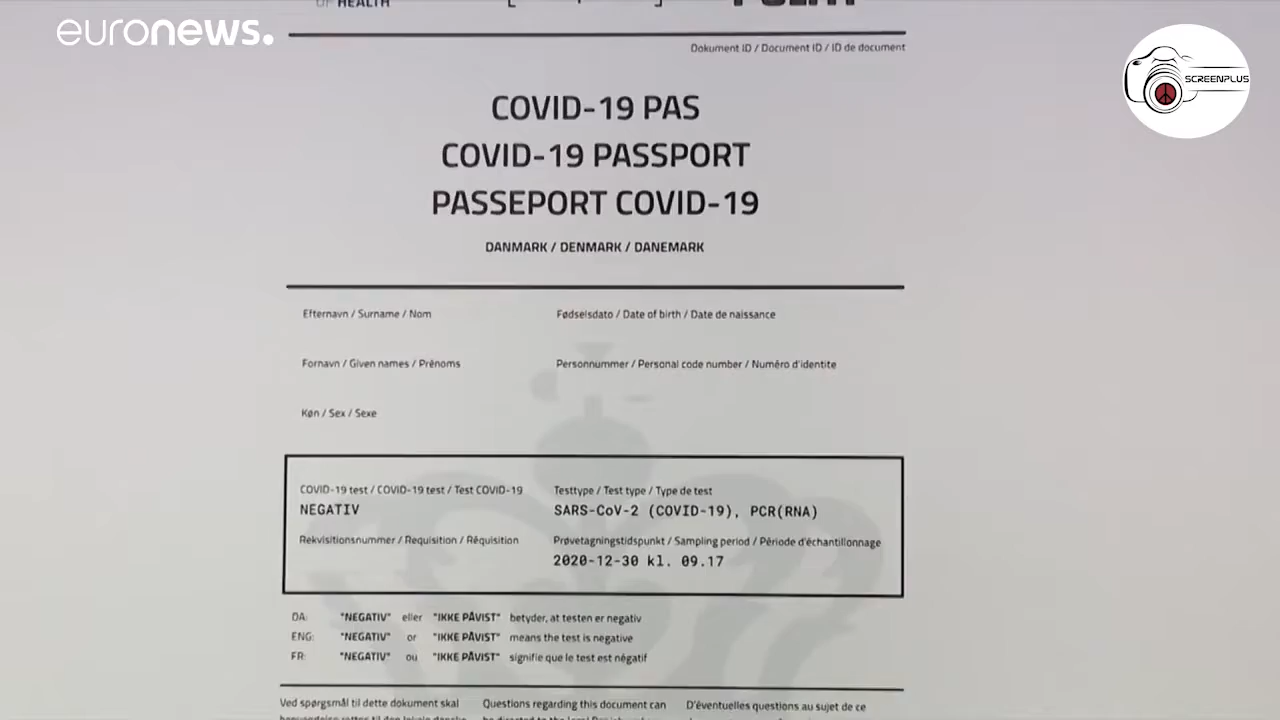 OF HEALTH
euronews.
SCREENPLUS
Dokument ID / Document ID / ID de document
COVID-19 PAS
COVID-19 PASSPORT
PASSEPORT COVID-19
DANMARK / DENMARK / DANEMARK
Efternavn / Surname / Nom
Fødselsdato / Date of birth / Date de naissance
Fornavn / Given names / Prénoms
Personnummer / Personal code number / Numéro d'identite
Køn / Sex / Sexe
COVID-19 test / COVID-19 test / Test COVID-19
NEGATIV
Testtype / Test type / Type de test
SARS-CoV-2 (COVID-19), PCR(RNA)
Rekvisitionsnummer / Requisition / Réquisition
Prøvetagningstidspunkt / Sampling period / Période d'échantillonnage
2020-12-30 kl. 09.17
DA: "NEGATIV" eller "IKKE PÅVIST" betyder, at testen er negativ
ENG: "NEGATIV" or "IKKE PÅVIST" means the test is negative
FR: "NEGATIV" ou "IKKE PÅVIST" signifie que le test est négatif
Ved spørgsmål til dette dokument skal
Questions regarding this document can
D'éventuelles questions au sujet de ce